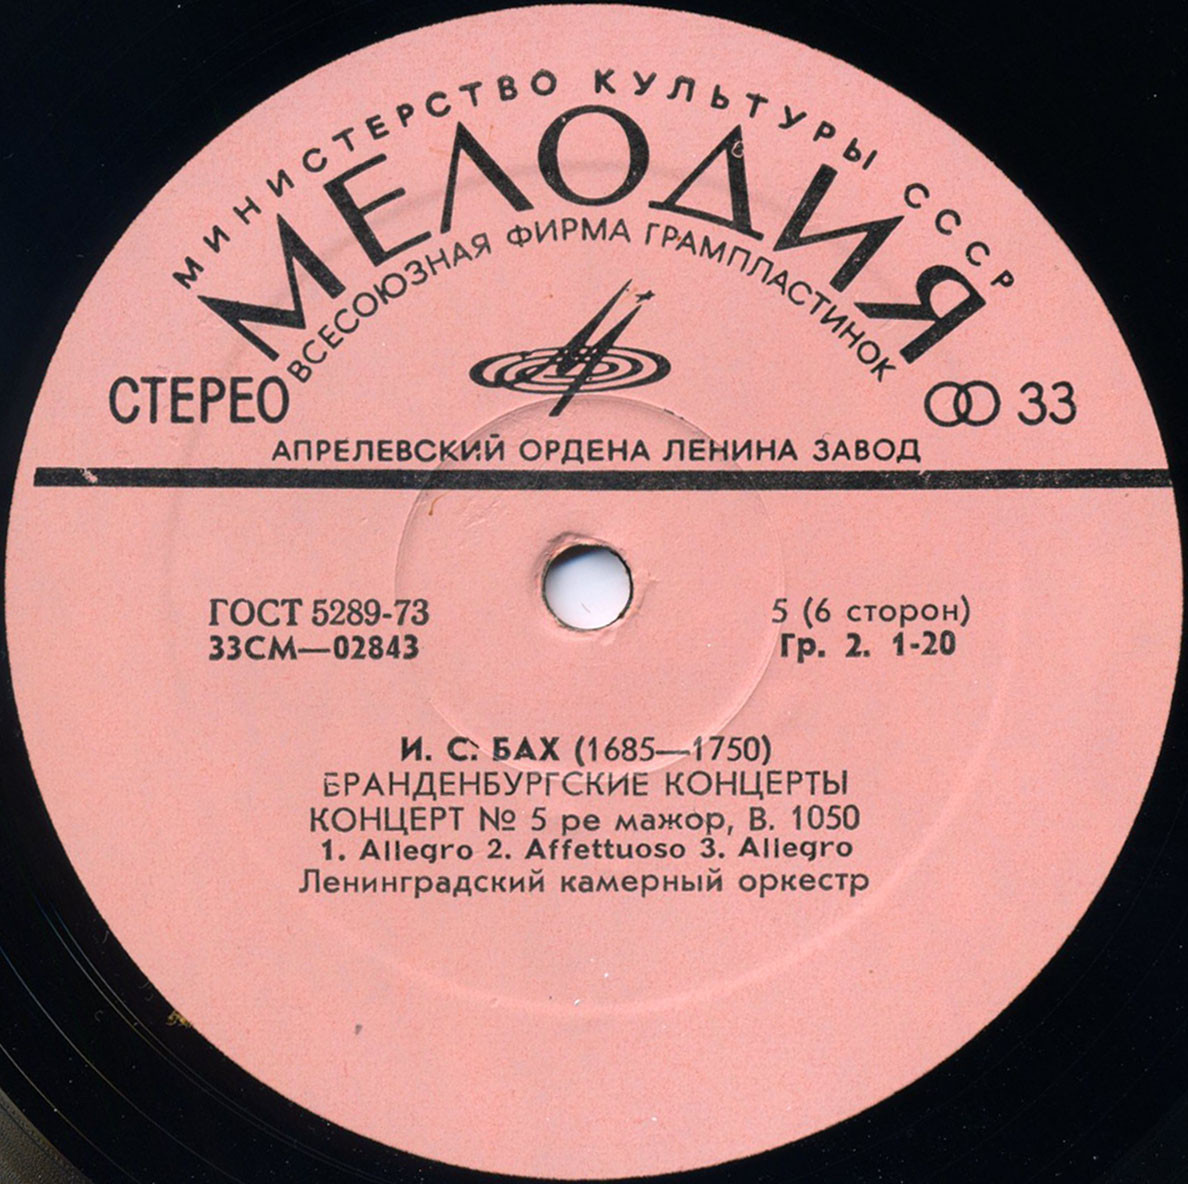 МИНИСТЕРСТВО КУЛЬТУРЫ СССР
МЕЛОДИЯ
ВСЕСОЮЗНАЯ ФИРМА ГРАМПЛАСТИНОК
СТЕРЕО
33
АПРЕЛЕВСКИЙ ОРДЕНА ЛЕНИНА ЗАВОД
ГОСТ 5289-73
33СМ—02843
5 (6 сторон)
Гр. 2. 1-20
И. С. БАХ (1685—1750)
БРАНДЕНБУРГСКИЕ КОНЦЕРТЫ
КОНЦЕРТ № 5 ре мажор, В. 1050
1. Allegro 2. Affettuoso 3. Allegro
Ленинградский камерный оркестр